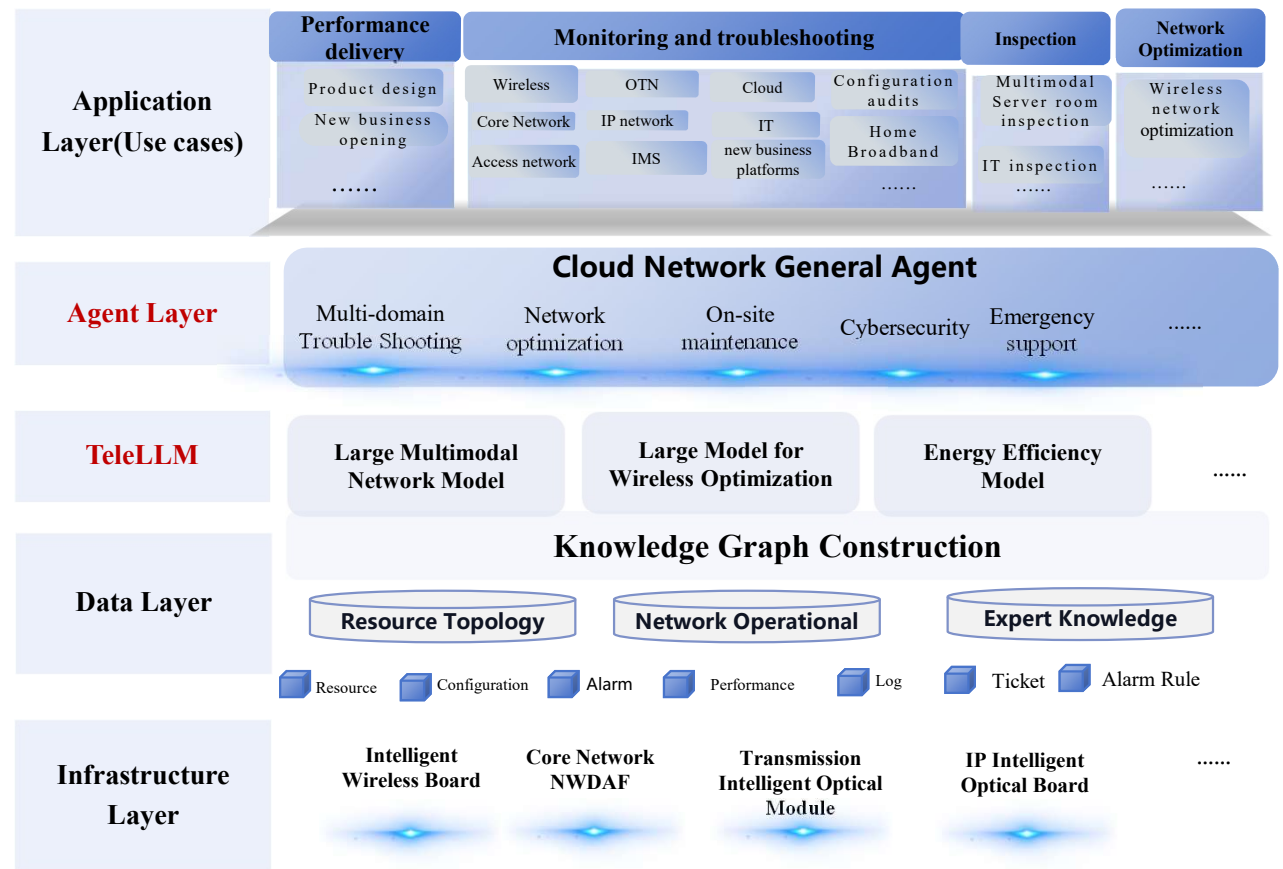 Performance
delivery
Monitoring and troubleshooting
Inspection
Network
Optimization
Application
Layer(Use cases)
Product design
New business
opening
......
Wireless
OTN
Cloud
Configuration
audits
Core Network
IP network
IT
Home
Broadband
Access network
IMS
new business
platforms
......
Multimodal
Server room
inspection
IT inspection
......
Wireless
network
optimization
......
Agent Layer
Cloud Network General Agent
Multi-domain
Trouble Shooting
Network
optimization
On-site
maintenance
Cybersecurity
Emergency
support
......
TeleLLM
Large Multimodal
Network Model
Large Model for
Wireless Optimization
Energy Efficiency
Model
......
Data Layer
Knowledge Graph Construction
Resource Topology
Network Operational
Expert Knowledge
Resource
Configuration
Alarm
Performance
Log
Ticket
Alarm Rule
Infrastructure
Layer
Intelligent
Wireless Board
Core Network
NWDAF
Transmission
Intelligent Optical
Module
IP Intelligent
Optical Board
......